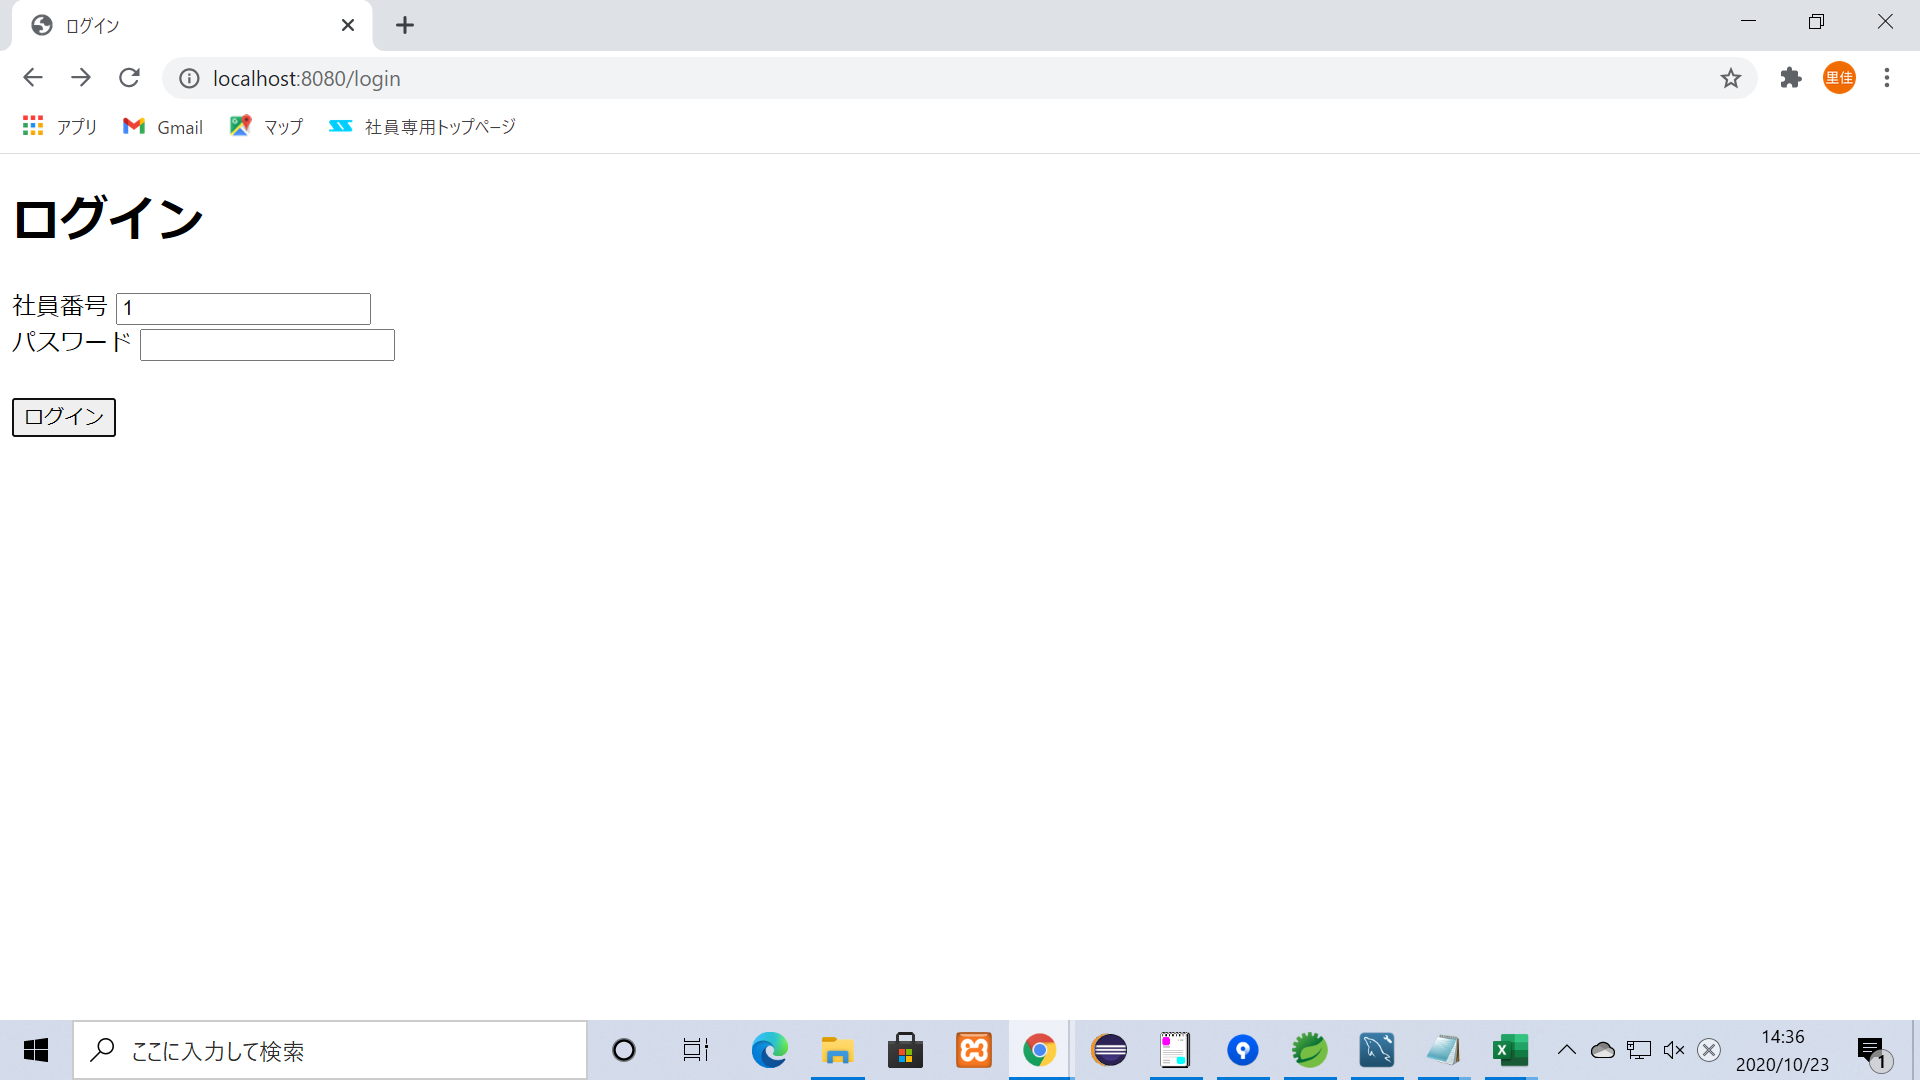 ログイン
localhost:8080/login
里佳
アプリ Gmail マップ 社員専用トップページ
ログイン
社員番号 1
パスワード
ログイン
ここに入力して検索
14:36
2020/10/23
1